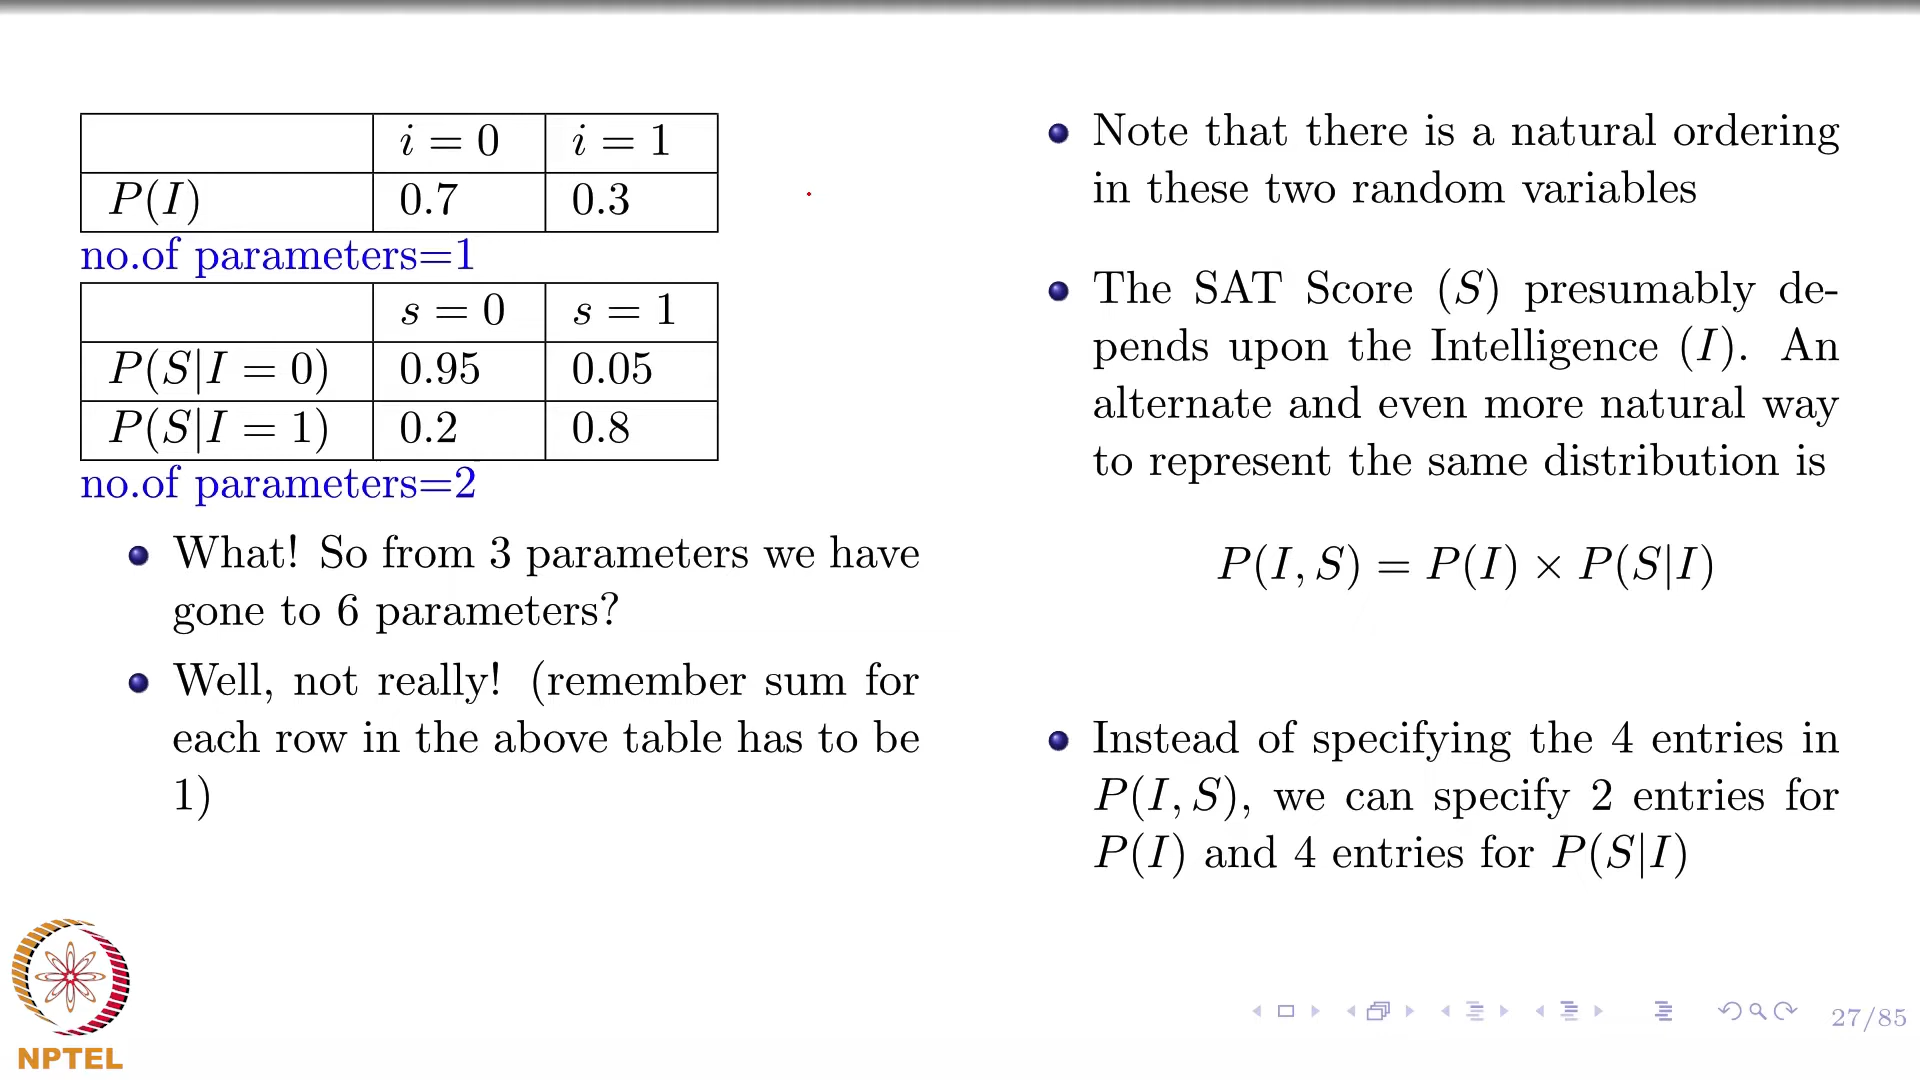 i = 0 i = 1
P(I) 0.7 0.3
no.of parameters=1
s = 0 s = 1
P(S|I = 0) 0.95 0.05
P(S|I = 1) 0.2 0.8
no.of parameters=2
What! So from 3 parameters we have
gone to 6 parameters?
Well, not really! (remember sum for
each row in the above table has to be
1)
Note that there is a natural ordering
in these two random variables
The SAT Score (S) presumably de-
pends upon the Intelligence (I). An
alternate and even more natural way
to represent the same distribution is
P(I, S) = P(I) × P(S|I)
Instead of specifying the 4 entries in
P(I, S), we can specify 2 entries for
P(I) and 4 entries for P(S|I)
NPTEL
27/85